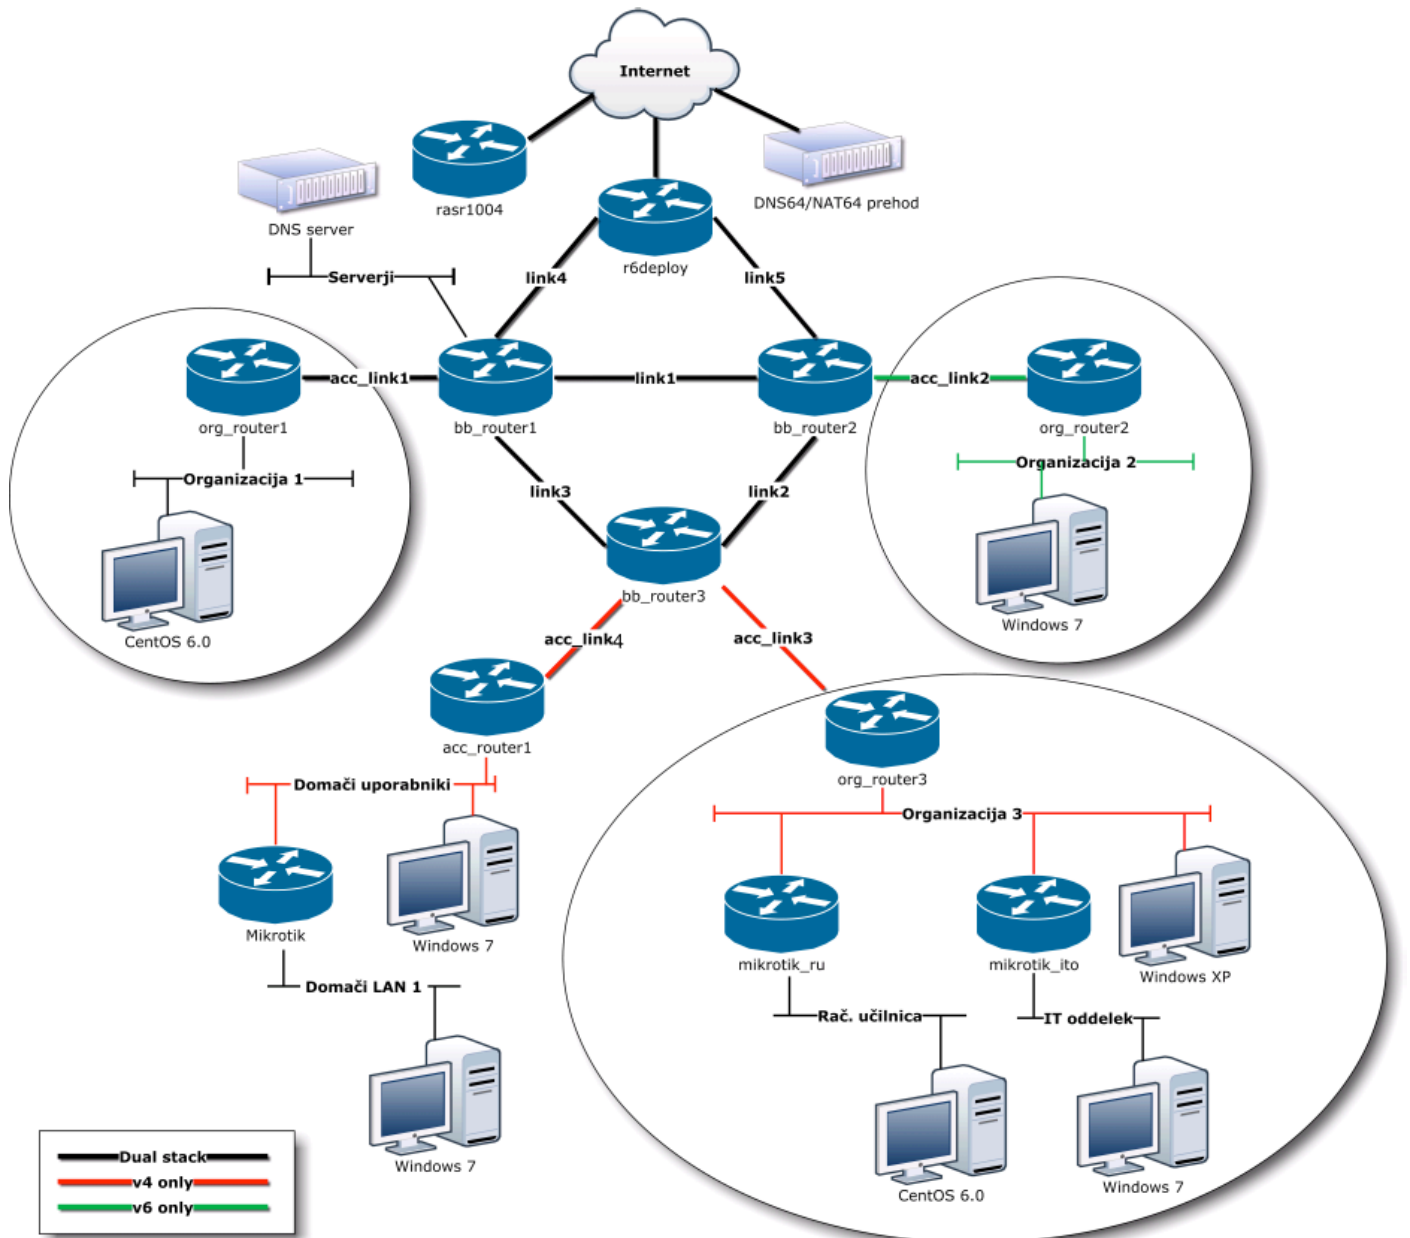 Internet
rasr1004
DNS64/NAT64 prehod
DNS server
r6deploy
Serverji
link4
link5
acc_link1
link1
acc_link2
org_router1
bb_router1
bb_router2
org_router2
Organizacija 1
Organizacija 2
link3
link2
bb_router3
CentOS 6.0
Windows 7
acc_link4
acc_link3
acc_router1
org_router3
Domači uporabniki
Organizacija 3
Mikrotik
Windows 7
mikrotik_ru
mikrotik_ito
Windows XP
Domači LAN 1
Rač. učilnica
IT oddelek
Windows 7
CentOS 6.0
Windows 7
Dual stack
v4 only
v6 only